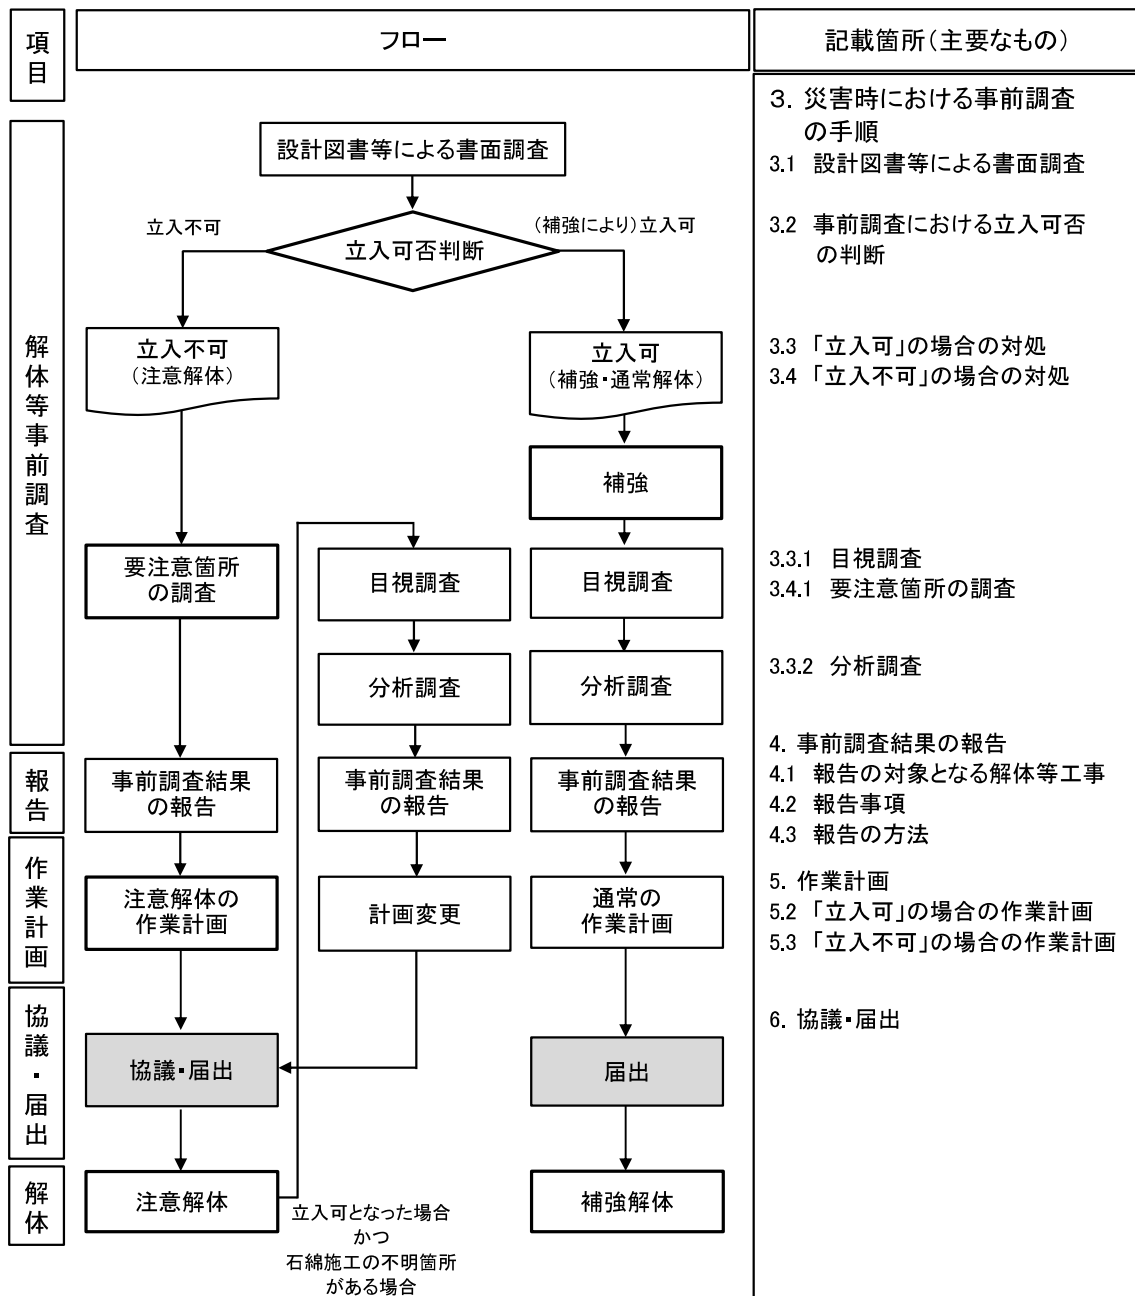 項
目
フロー
記載箇所(主要なもの)
解
体
等
事
前
調
査
設計図書等による書面調査
立入不可
(補強により)立入可
立入可否判断
立入不可
(注意解体)
立入可
(補強・通常解体)
補強
要注意箇所
の調査
目視調査
目視調査
分析調査
分析調査
報
告
事前調査結果
の報告
事前調査結果
の報告
事前調査結果
の報告
作
業
計
画
注意解体の
作業計画
計画変更
通常の
作業計画
協
議
・
届
出
協議・届出
届出
解
体
注意解体
補強解体
立入可となった場合
かつ
石綿施工の不明箇所
がある場合
3. 災害時における事前調査
の手順
3.1 設計図書等による書面調査
3.2 事前調査における立入可否
の判断
3.3 「立入可」の場合の対処
3.4 「立入不可」の場合の対処
3.3.1 目視調査
3.4.1 要注意箇所の調査
3.3.2 分析調査
4. 事前調査結果の報告
4.1 報告の対象となる解体等工事
4.2 報告事項
4.3 報告の方法
5. 作業計画
5.2 「立入可」の場合の作業計画
5.3 「立入不可」の場合の作業計画
6. 協議・届出